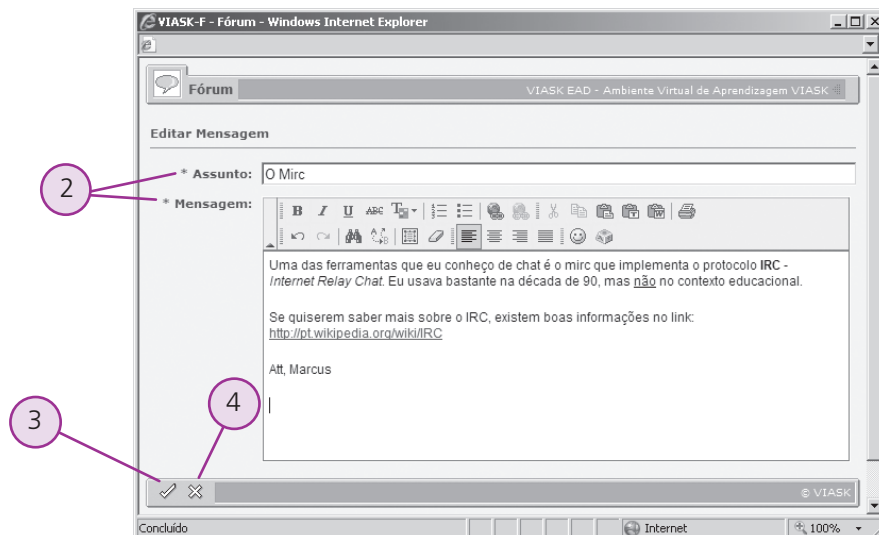 VIASK-F - Fórum - Windows Internet Explorer
Fórum
VIASK EAD - Ambiente Virtual de Aprendizagem VIASK
Editar Mensagem
2
* Assunto: O Mirc
* Mensagem:
B I U ABC T
Uma das ferramentas que eu conheço de chat é o mirc que implementa o protocolo IRC -
Internet Relay Chat. Eu usava bastante na década de 90, mas não no contexto educacional.
Se quiserem saber mais sobre o IRC, existem boas informações no link:
http://pt.wikipedia.org/wiki/IRC
Att, Marcus
3
4
© VIASK
Concluído Internet 100%